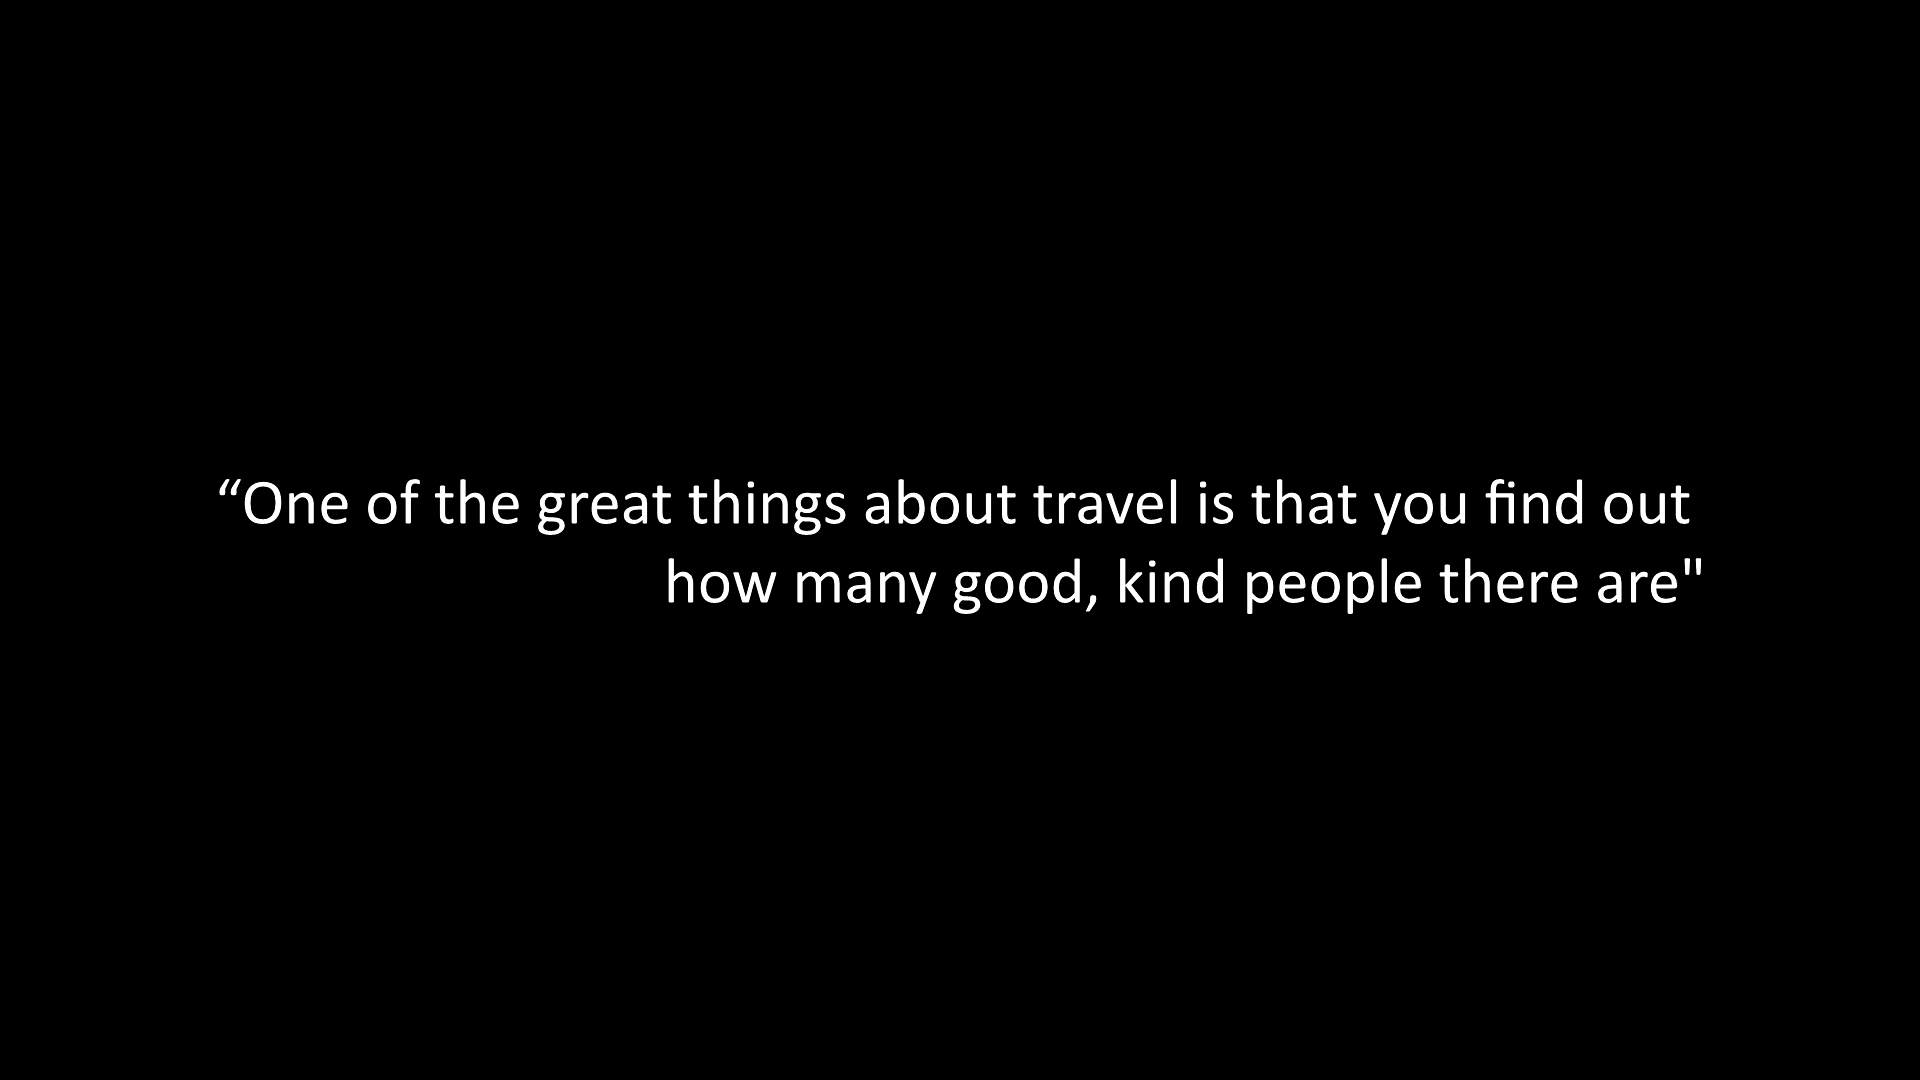 “One of the great things about travel is that you find out
how many good, kind people there are"